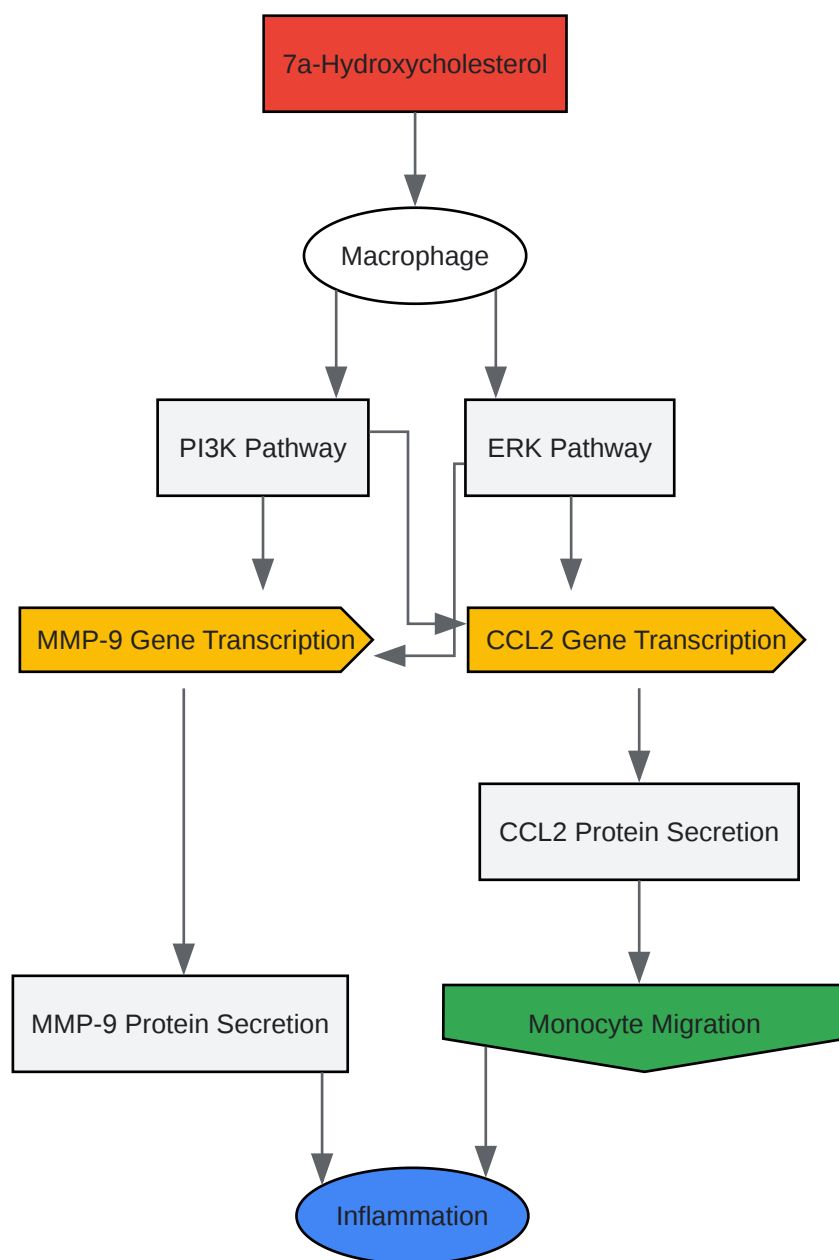 7a-Hydroxycholesterol
Macrophage
PI3K Pathway
ERK Pathway
MMP-9 Gene Transcription
CCL2 Gene Transcription
CCL2 Protein Secretion
MMP-9 Protein Secretion
Monocyte Migration
Inflammation